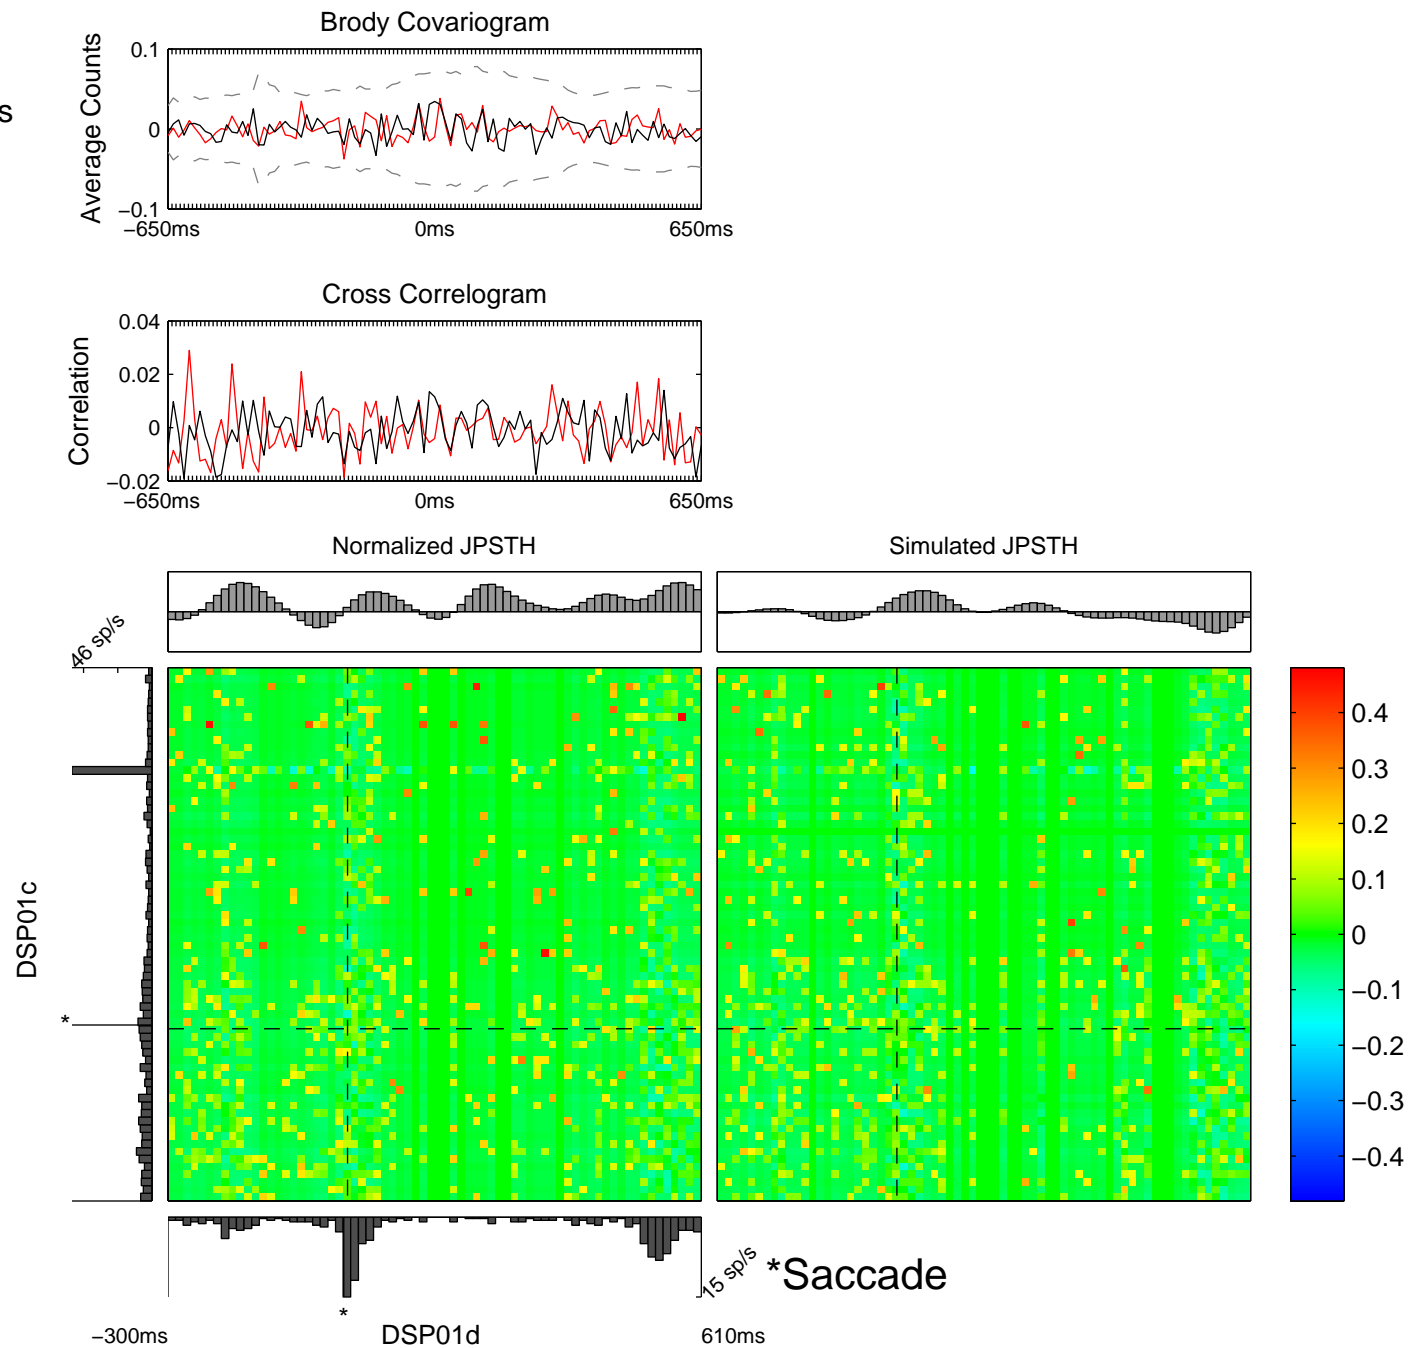 Brody Covariogram
s
Average Counts
0.1
0
−0.1
−650ms
0ms
650ms
Cross Correlogram
Correlation
0.04
0.02
0
−0.02
−650ms
0ms
650ms
Normalized JPSTH
Simulated JPSTH
46 sp/s
DSP01c
*
0.4
0.3
0.2
0.1
0
−0.1
−0.2
−0.3
−0.4
15 sp/s
*Saccade
*
−300ms
DSP01d
610ms